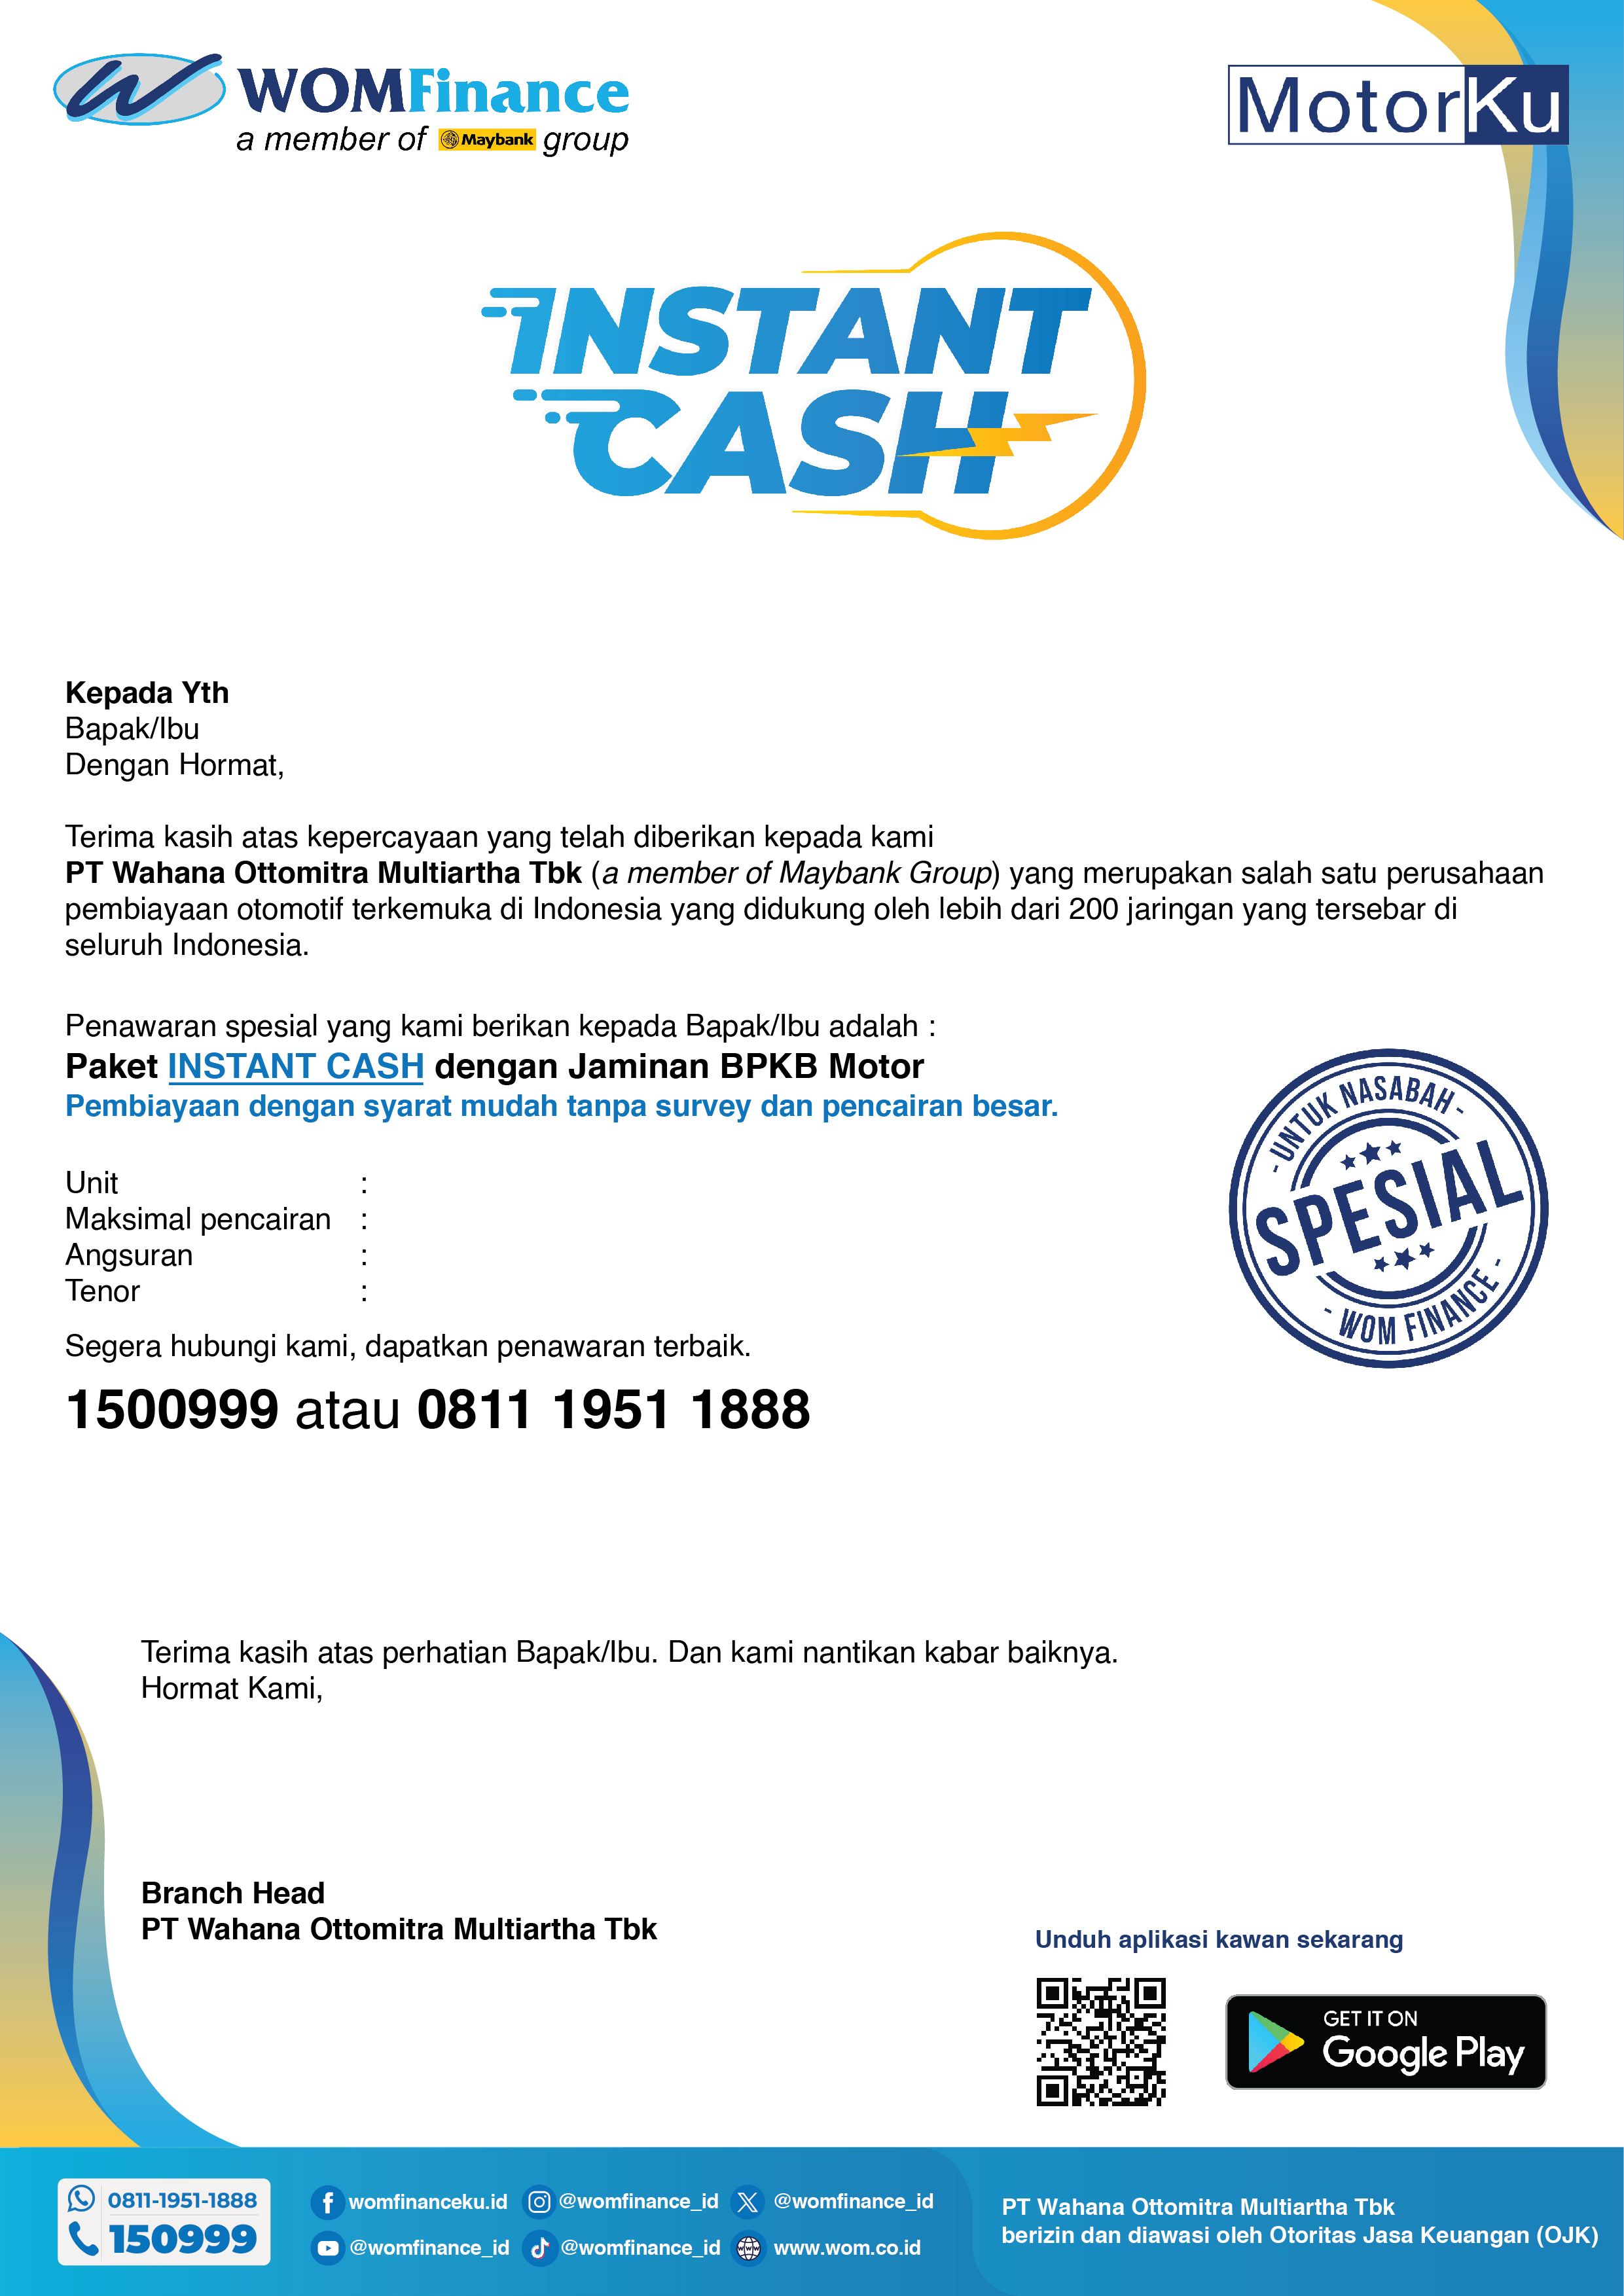 WOMFinance
a member of Maybank group
MotorKu
INSTANT
CASH
Kepada Yth
Bapak/Ibu
Dengan Hormat,
Terima kasih atas kepercayaan yang telah diberikan kepada kami
PT Wahana Ottomitra Multiartha Tbk (a member of Maybank Group) yang merupakan salah satu perusahaan
pembiayaan otomotif terkemuka di Indonesia yang didukung oleh lebih dari 200 jaringan yang tersebar di
seluruh Indonesia.
Penawaran spesial yang kami berikan kepada Bapak/Ibu adalah :
Paket INSTANT CASH dengan Jaminan BPKB Motor
Pembiayaan dengan syarat mudah tanpa survey dan pencairan besar.
Unit :
Maksimal pencairan :
Angsuran :
Tenor :
- UNTUK NASABAH -
SPESIAL
- WOM FINANCE -
Segera hubungi kami, dapatkan penawaran terbaik.
1500999 atau 0811 1951 1888
Terima kasih atas perhatian Bapak/Ibu. Dan kami nantikan kabar baiknya.
Hormat Kami,
Branch Head
PT Wahana Ottomitra Multiartha Tbk
Unduh aplikasi kawan sekarang
GET IT ON
Google Play
0811-1951-1888
150999
womfinanceku.id @womfinance_id @womfinance_id
@womfinance_id @womfinance_id www.wom.co.id
PT Wahana Ottomitra Multiartha Tbk
berizin dan diawasi oleh Otoritas Jasa Keuangan (OJK)